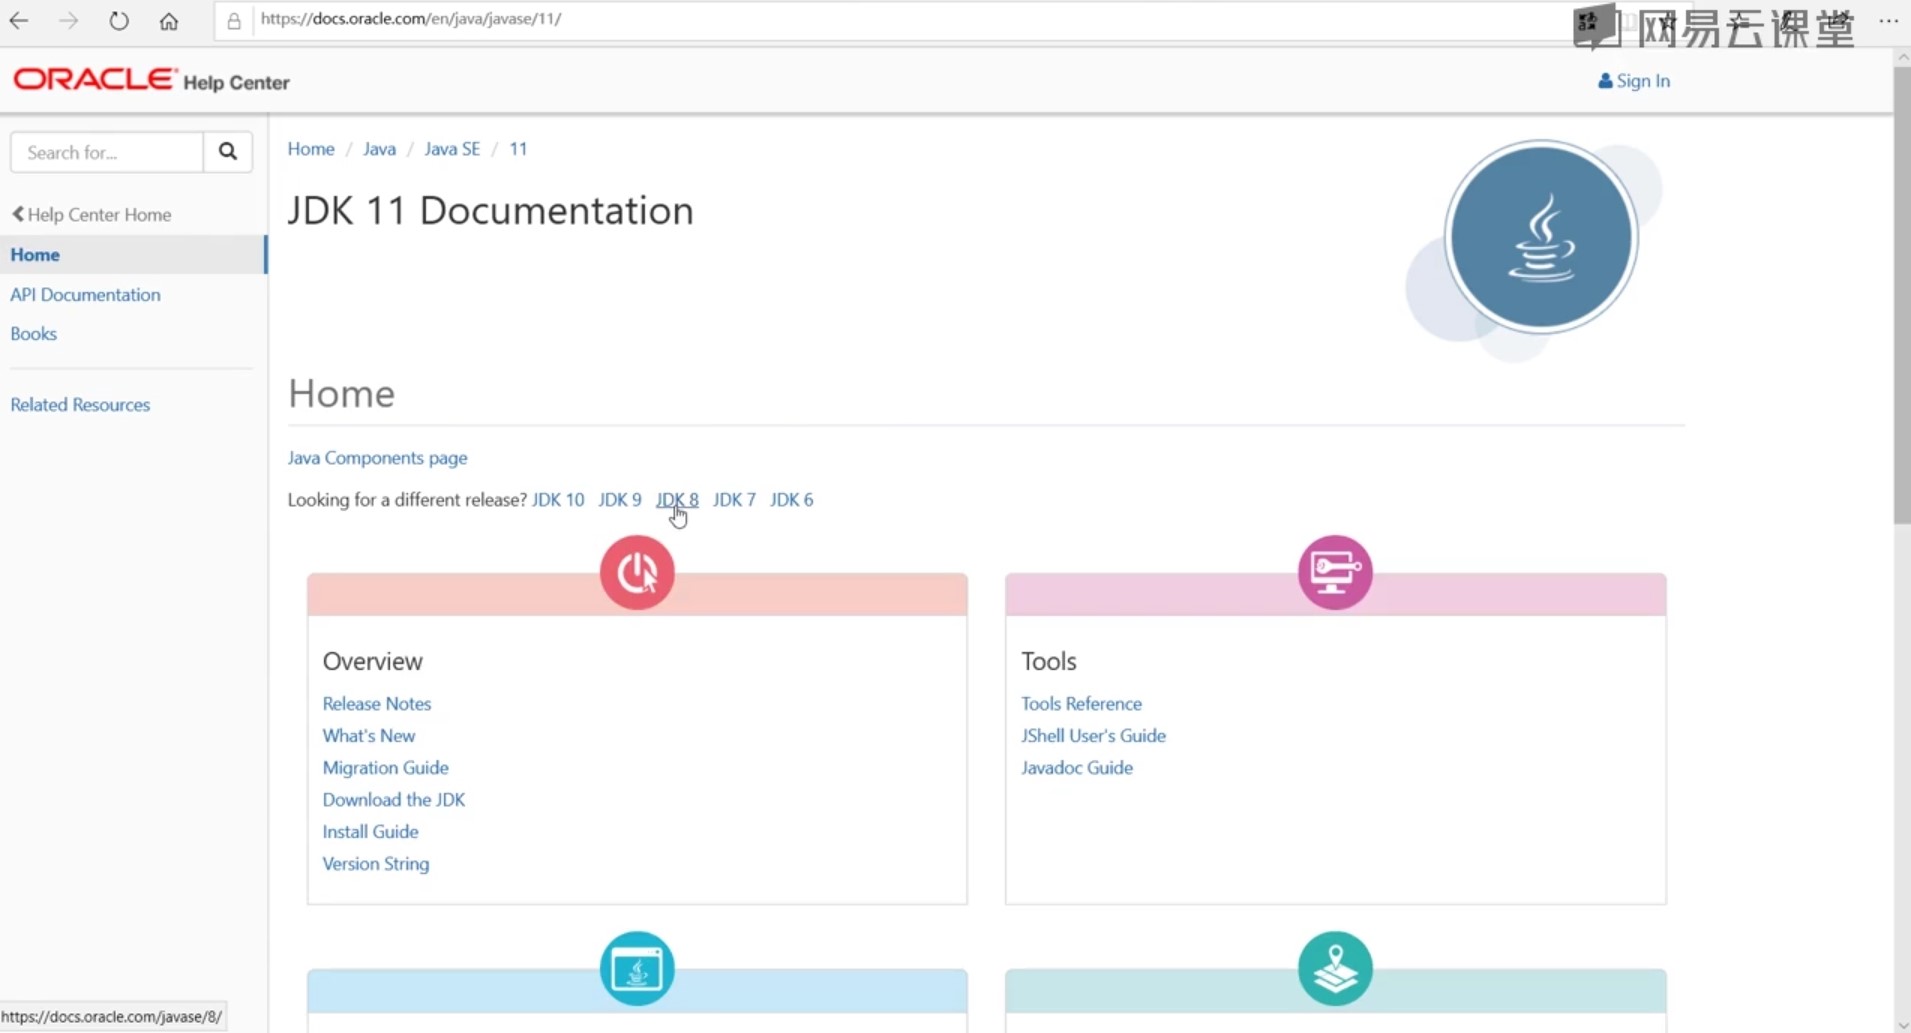 https://docs.oracle.com/en/java/javase/11/
网易云课堂
ORACLE Help Center
Sign In
Search for...
Help Center Home
Home
API Documentation
Books
Related Resources
Home / Java / Java SE / 11
JDK 11 Documentation
Home
Java Components page
Looking for a different release? JDK 10 JDK 9 JDK 8 JDK 7 JDK 6
Overview
Release Notes
What's New
Migration Guide
Download the JDK
Install Guide
Version String
Tools
Tools Reference
JShell User's Guide
Javadoc Guide
https://docs.oracle.com/javase/8/